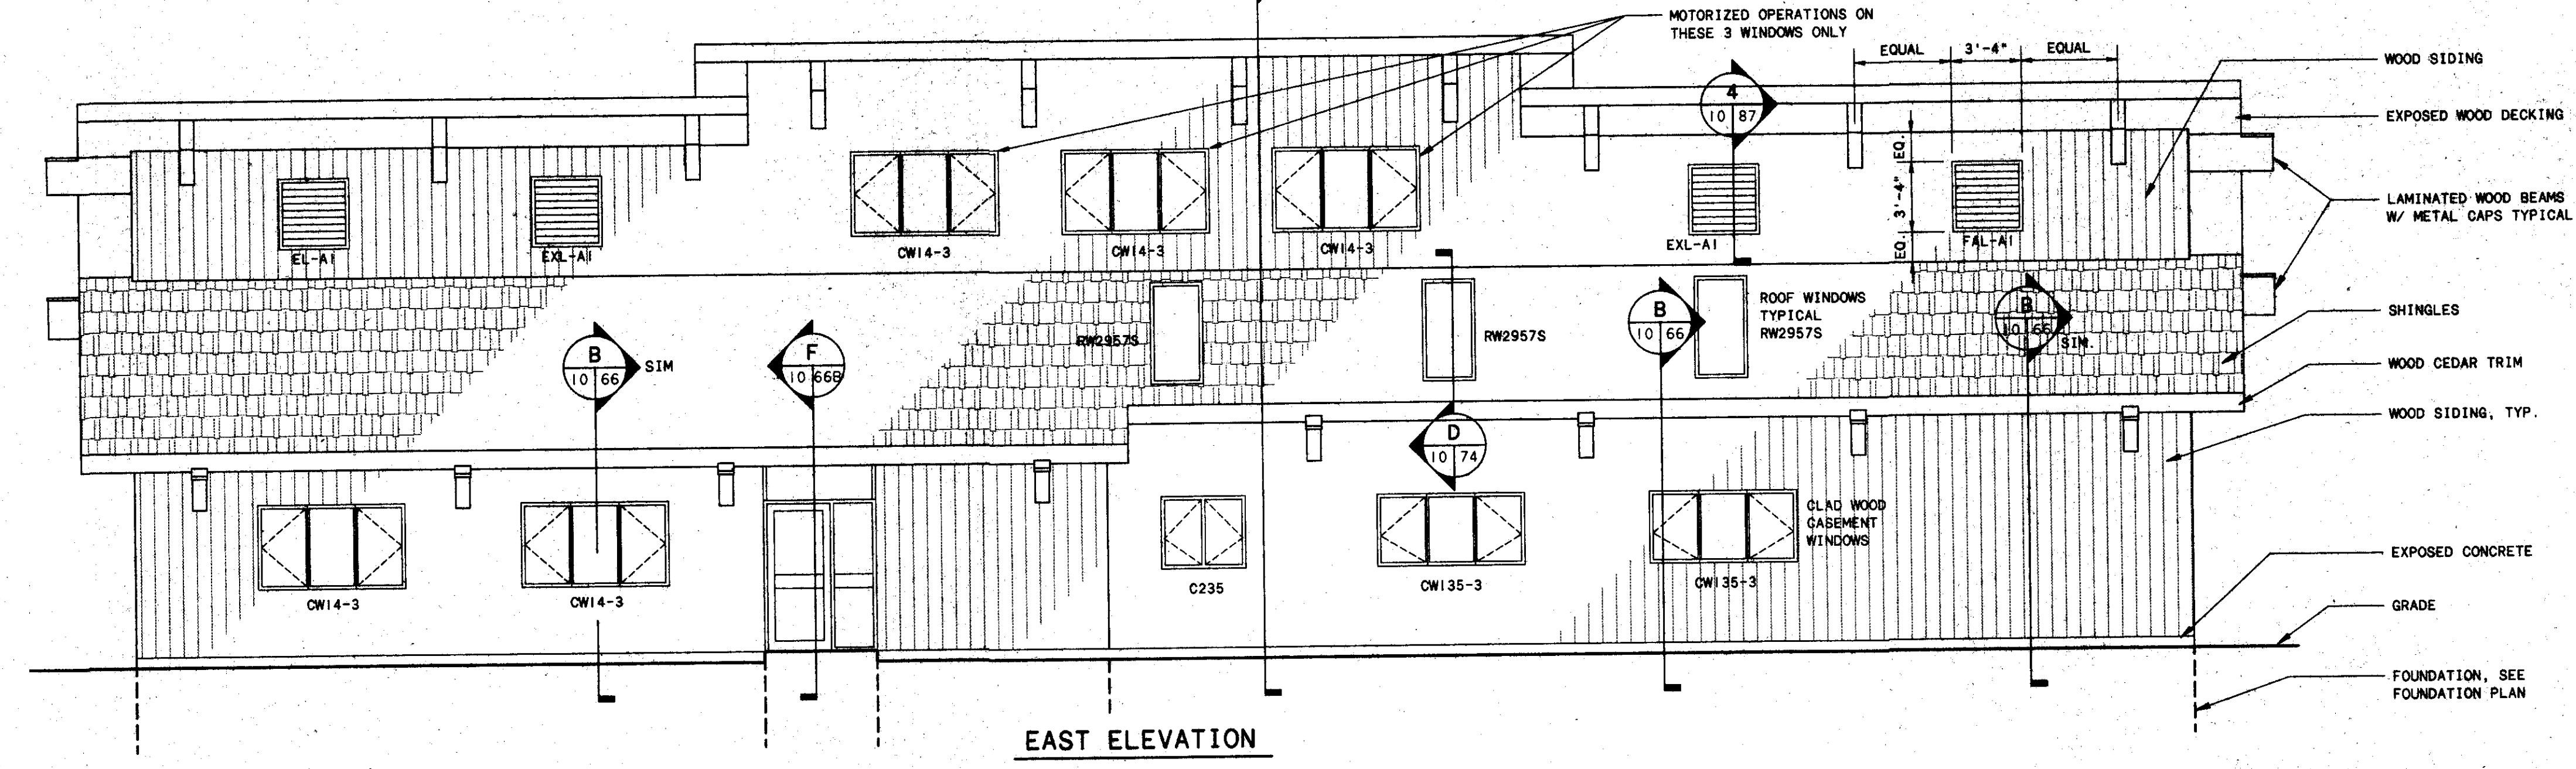 MOTORIZED OPERATIONS ON
THESE 3 WINDOWS ONLY
EQUAL
3'-4"
EQUAL
WOOD SIDING
4
10 87
EXPOSED WOOD DECKING
EQ.
3'-4"
EQ.
LAMINATED WOOD BEAMS
W/ METAL CAPS TYPICAL
EL-A1
EXL-A1
CW14-3
CW14-3
CW14-3
EXL-A1
FAL-A1
ROOF WINDOWS
TYPICAL
RW2957S
RW2957S
RW2957S
B
10 66
SIM
F
10 66B
B
10 66
B
10 66
SIM.
SHINGLES
WOOD CEDAR TRIM
WOOD SIDING, TYP.
D
10 74
CLAD WOOD
CASEMENT
WINDOWS
CW14-3
CW14-3
C235
CW135-3
CW135-3
EXPOSED CONCRETE
GRADE
FOUNDATION, SEE
FOUNDATION PLAN
EAST ELEVATION